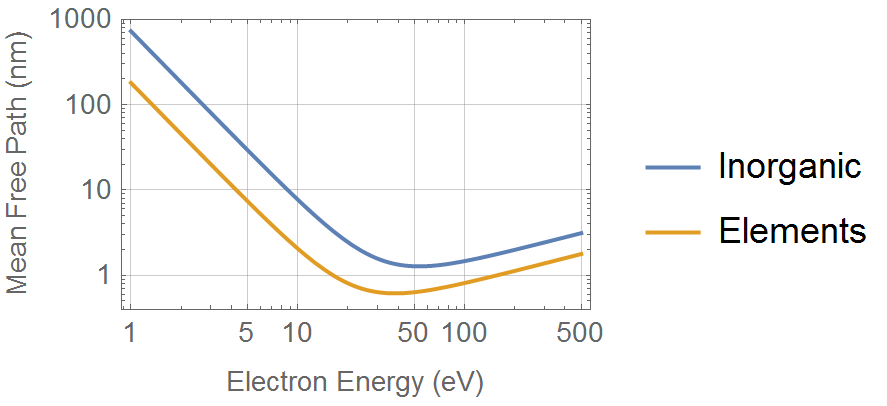 Mean Free Path (nm)
1000
100
10
1
1 5 10 50 100 500
Electron Energy (eV)
Inorganic
Elements